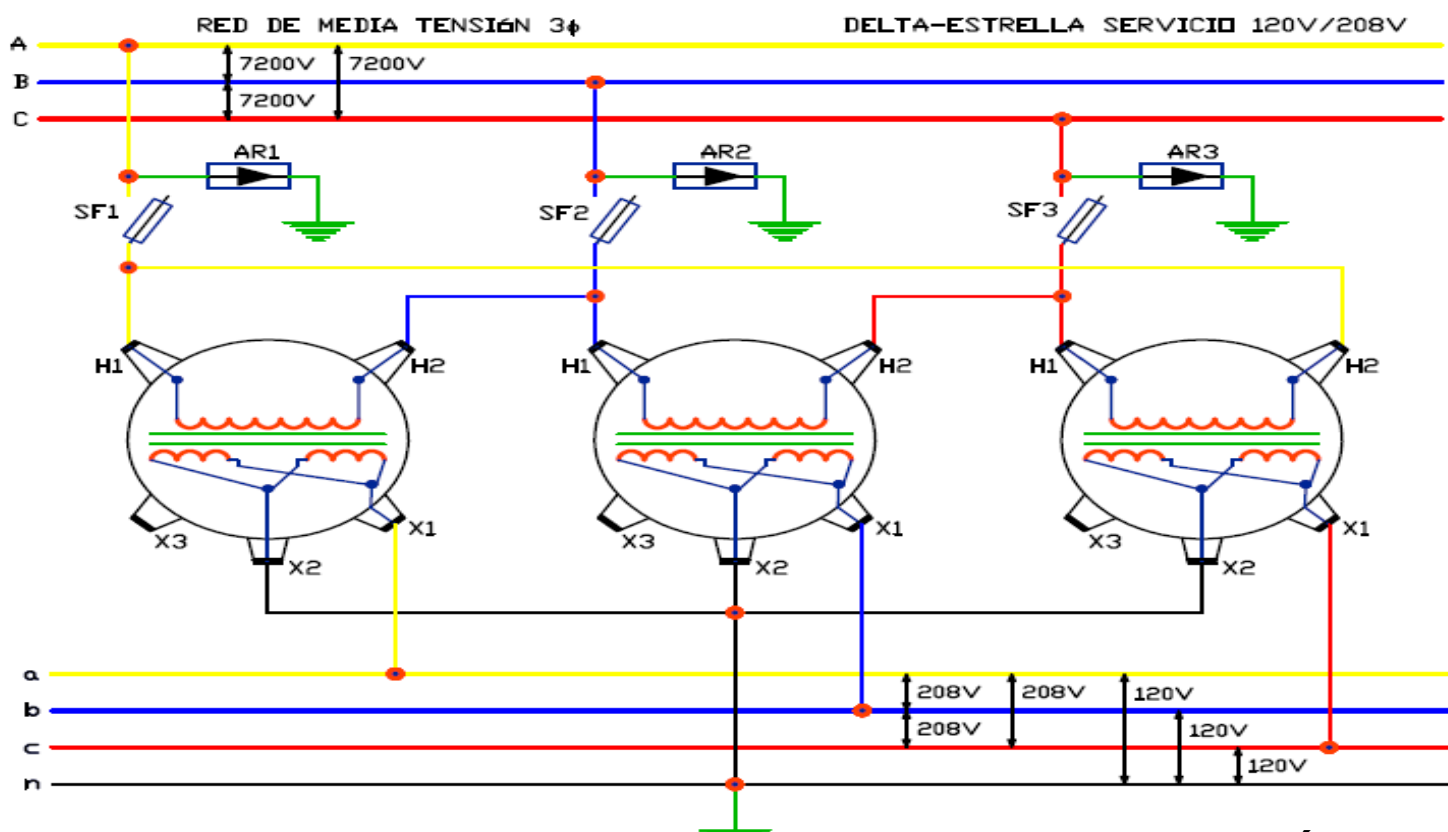 RED DE MEDIA TENSIÓN 3ϕ
DELTA-ESTRELLA SERVICIO 120V/208V
A
7200V 7200V
B
7200V
C
AR1 AR2 AR3
SF1 SF2 SF3
H1 H2 H1 H2 H1 H2
X3 X1 X3 X1 X3 X1
X2 X2 X2
a
208V 208V 120V
b
208V 120V
c
120V
n